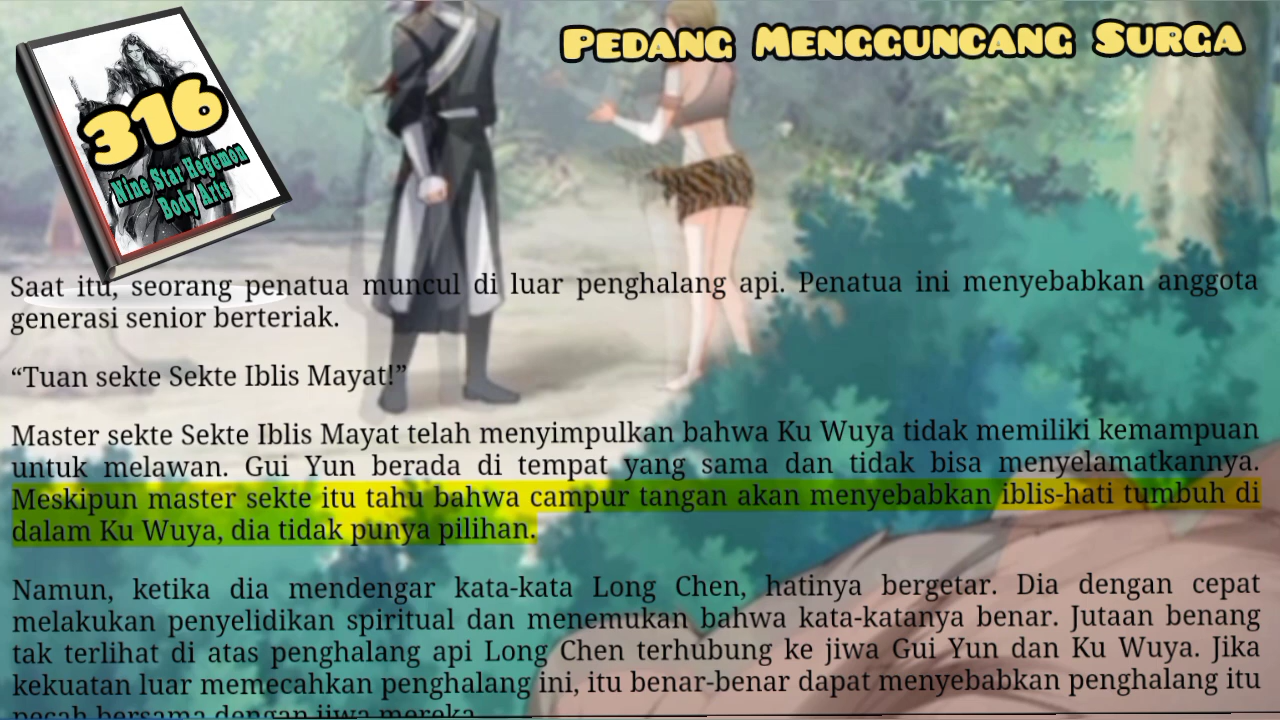 Pedang Mengguncang Surga
316
Nine Star Hegemon
Body Arts
Saat itu, seorang penatua muncul di luar penghalang api. Penatua ini menyebabkan anggota
generasi senior berteriak.
“Tuan sekte Sekte Iblis Mayat!”
Master sekte Sekte Iblis Mayat telah menyimpulkan bahwa Ku Wuya tidak memiliki kemampuan
untuk melawan. Gui Yun berada di tempat yang sama dan tidak bisa menyelamatkannya.
Meskipun master sekte itu tahu bahwa campur tangan akan menyebabkan iblis-hati tumbuh di
dalam Ku Wuya, dia tidak punya pilihan.
Namun, ketika dia mendengar kata-kata Long Chen, hatinya bergetar. Dia dengan cepat
melakukan penyelidikan spiritual dan menemukan bahwa kata-katanya benar. Jutaan benang
tak terlihat di atas penghalang api Long Chen terhubung ke jiwa Gui Yun dan Ku Wuya. Jika
kekuatan luar memecahkan penghalang ini, itu benar-benar dapat menyebabkan penghalang itu
pecah bersama dengan jiwa mereka.